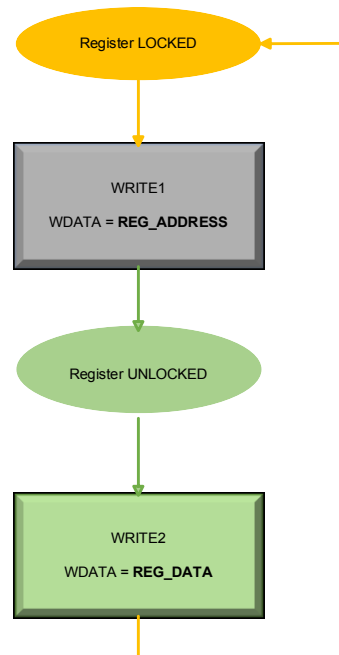 Register LOCKED
WRITE1
WDATA = REG_ADDRESS
Register UNLOCKED
WRITE2
WDATA = REG_DATA